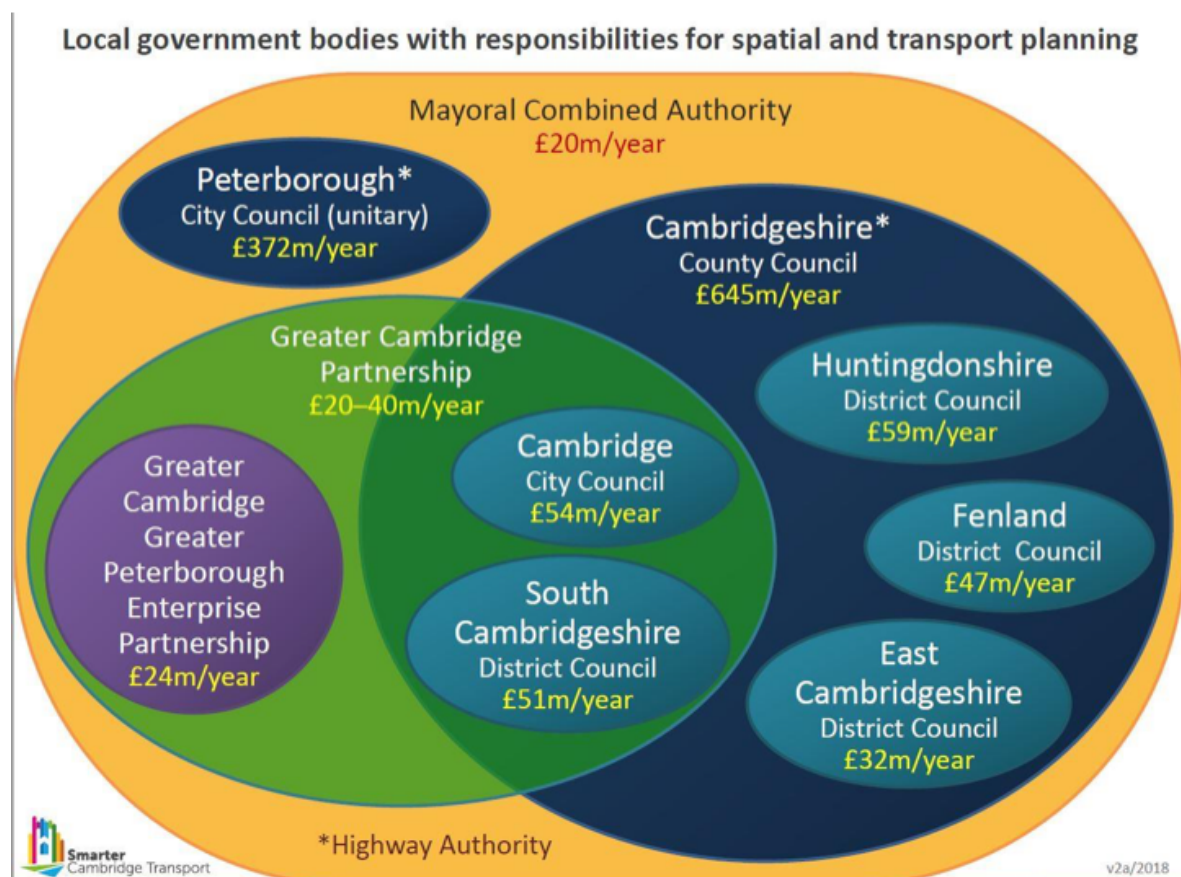 Local government bodies with responsibilities for spatial and transport planning
Mayoral Combined Authority
£20m/year
Peterborough*
City Council (unitary)
£372m/year
Cambridgeshire*
County Council
£645m/year
Greater Cambridge
Partnership
£20–40m/year
Huntingdonshire
District Council
£59m/year
Greater
Cambridge
Greater
Peterborough
Enterprise
Partnership
£24m/year
Cambridge
City Council
£54m/year
Fenland
District Council
£47m/year
South
Cambridgeshire
District Council
£51m/year
East
Cambridgeshire
District Council
£32m/year
*Highway Authority
Smarter
Cambridge Transport
v2a/2018